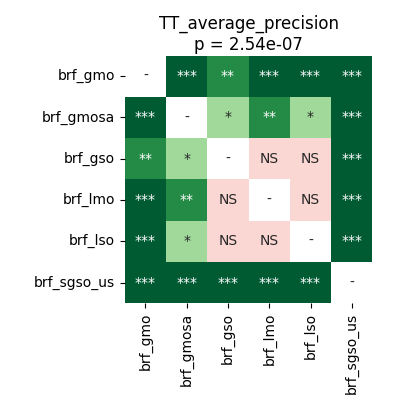 TT_average_precision
p = 2.54e-07
brf_gmo - *** ** *** *** ***
brf_gmosa *** - * ** * ***
brf_gso ** * - NS NS ***
brf_lmo *** ** NS - NS ***
brf_lso *** * NS NS - ***
brf_sgso_us *** *** *** *** *** -
brf_gmo
brf_gmosa
brf_gso
brf_lmo
brf_lso
brf_sgso_us